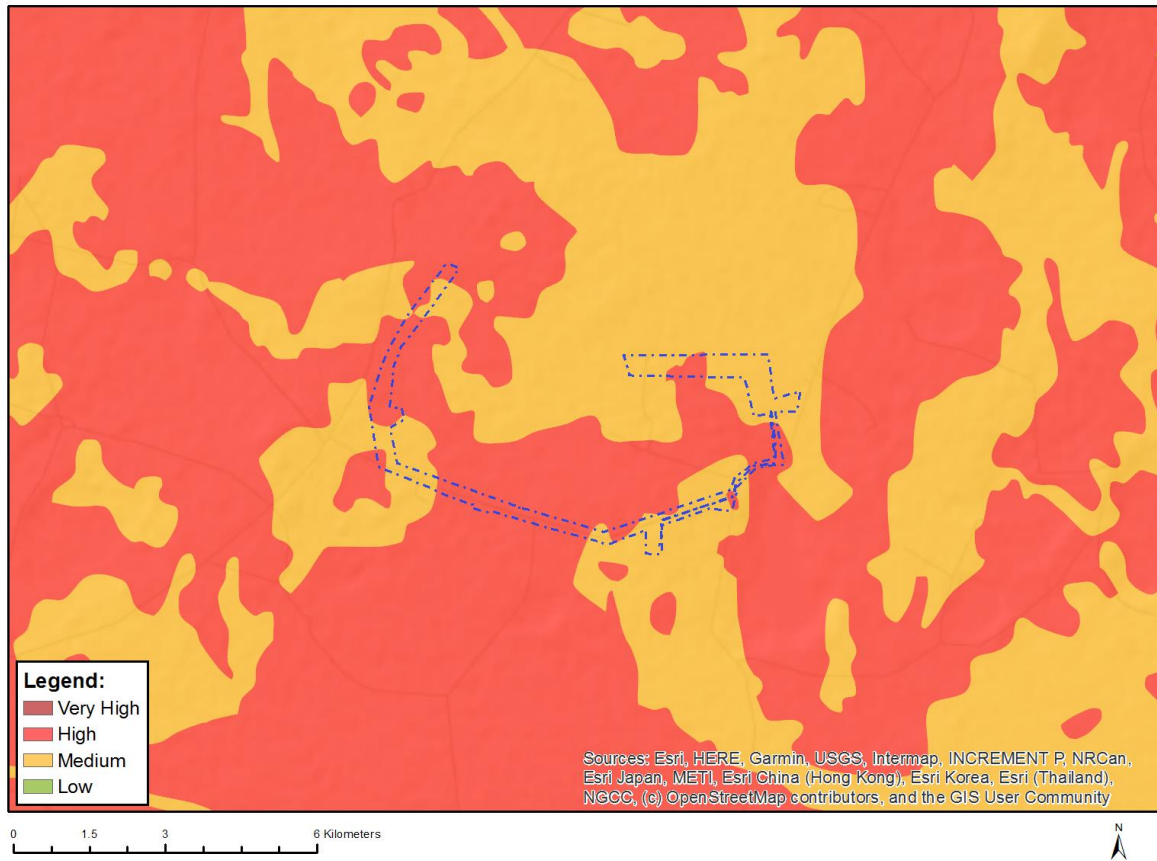 Legend:
Very High
High
Medium
Low
Sources: Esri, HERE, Garmin, USGS, Intermap, INCREMENT P, NRCan,
Esri Japan, METI, Esri China (Hong Kong), Esri Korea, Esri (Thailand),
NGCC, (c) OpenStreetMap contributors, and the GIS User Community
0 1.5 3 6 Kilometers
N